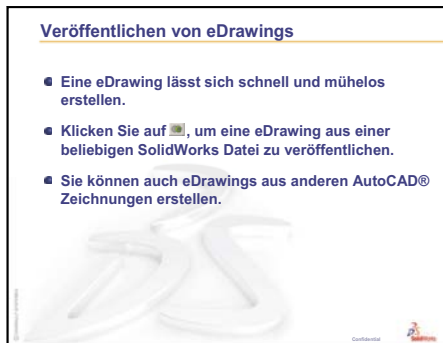 Veröffentlichen von eDrawings
Eine eDrawing lässt sich schnell und mühelos
erstellen.
Klicken Sie auf , um eine eDrawing aus einer
beliebigen SolidWorks Datei zu veröffentlichen.
Sie können auch eDrawings aus anderen AutoCAD®
Zeichnungen erstellen.
Confidential
SolidWorks